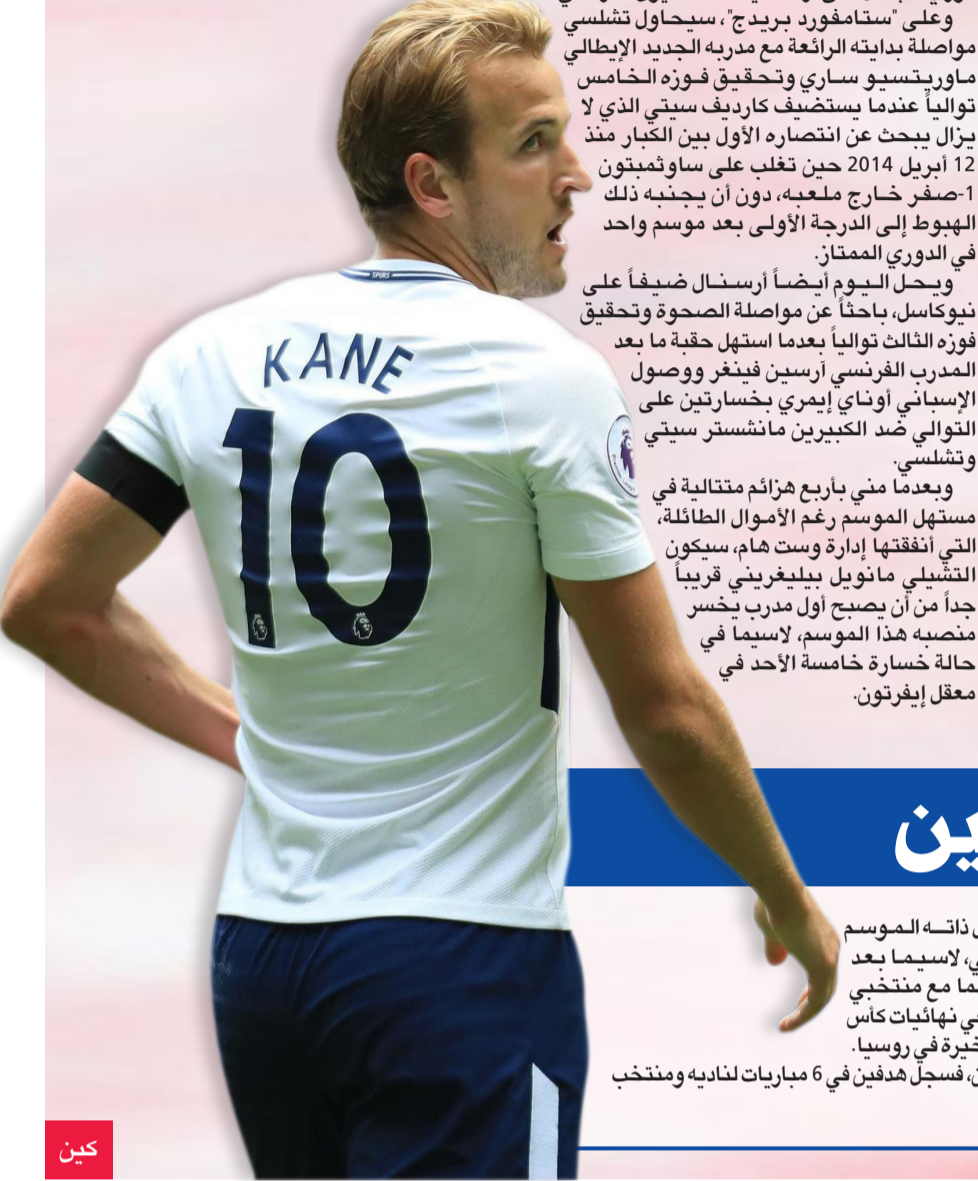 وعلى "ستامفورد بريدج"، سيحاول تشلسي
مواصلة بدايته الرائعة مع مدربه الجديد الإيطالي
ماوريتسيو ساري وتحقيق فوزه الخامس
توالياً عندما يستضيف كارديف سيتي الذي لا
يزال يبحث عن انتصاره الأول بين الكبار منذ
12 أبريل 2014 حين تغلب على ساوثمبتون
1-صفر خارج ملعبه، دون أن يجنبه ذلك
الهبوط إلى الدرجة الأولى بعد موسم واحد
في الدوري الممتاز.
ويحل اليوم أيضاً أرسنال ضيفاً على
نيوكاسل، باحثاً عن مواصلة الصحوة وتحقيق
فوزه الثالث توالياً بعدما استهل حقبة ما بعد
المدرب الفرنسي آرسين فينغر ووصول
الإسباني أوناي إيمري بخسارتين على
التوالي ضد الكبيرين مانشستر سيتي
وتشلسي.
وبعدما مني بأربع هزائم متتالية في
مستهل الموسم رغم الأموال الطائلة،
التي أنفقتها إدارة وست هام، سيكون
التشيلي مانويل بيليغريني قريباً
جداً من أن يصبح أول مدرب يخسر
منصبه هذا الموسم، لاسيما في
حالة خسارة خامسة الأحد في
معقل إيفرتون.
SPURS
KANE
10
ذاته الموسم
لاسيما بعد
مع منتخبي
نهائيات كأس
في روسيا.
فسجل هدفين في 6 مباريات لناديه ومنتخب
كين